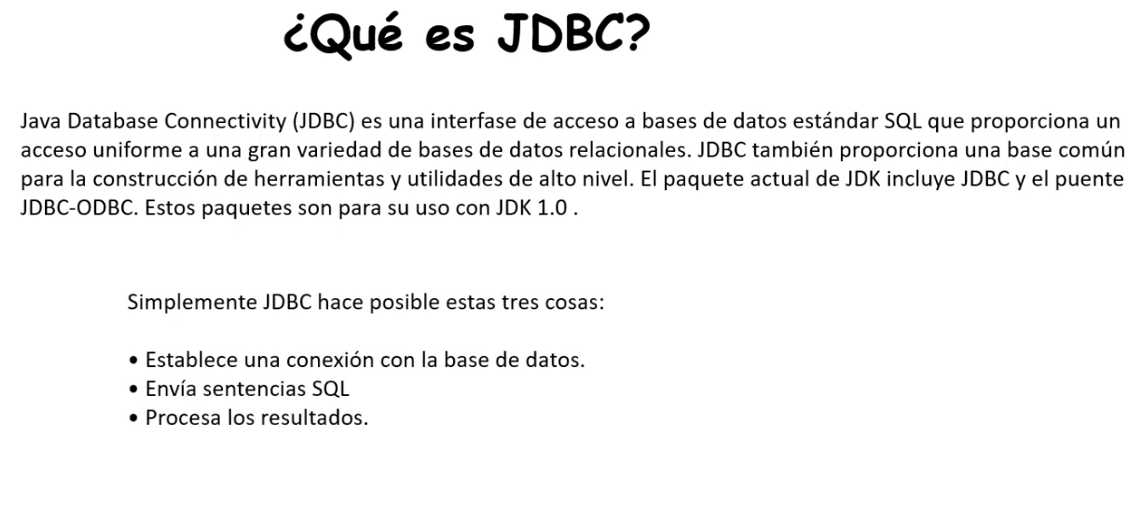 ¿Qué es JDBC?
Java Database Connectivity (JDBC) es una interfase de acceso a bases de datos estándar SQL que proporciona un
acceso uniforme a una gran variedad de bases de datos relacionales. JDBC también proporciona una base común
para la construcción de herramientas y utilidades de alto nivel. El paquete actual de JDK incluye JDBC y el puente
JDBC-ODBC. Estos paquetes son para su uso con JDK 1.0 .
Simplemente JDBC hace posible estas tres cosas:
• Establece una conexión con la base de datos.
• Envía sentencias SQL
• Procesa los resultados.